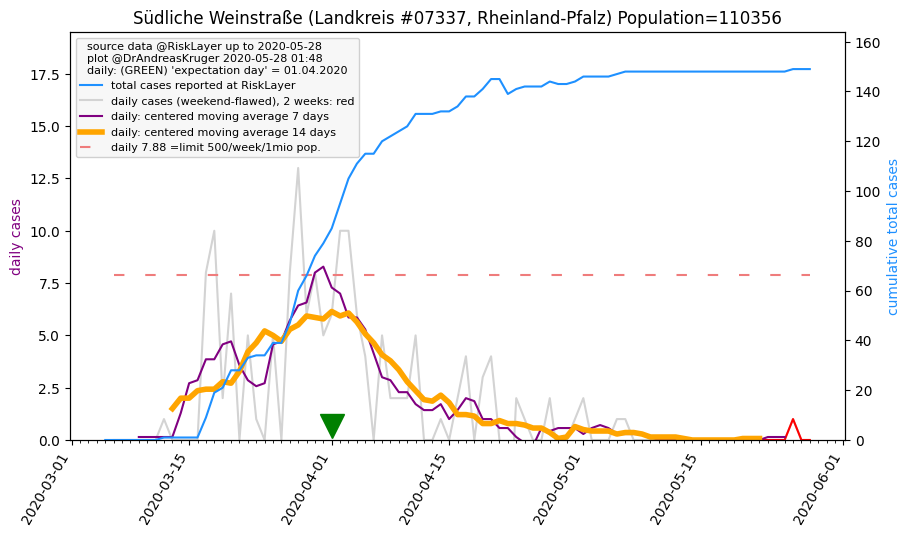 Südliche Weinstraße (Landkreis #07337, Rheinland-Pfalz) Population=110356
source data @RiskLayer up to 2020-05-28
plot @DrAndreasKruger 2020-05-28 01:48
daily: (GREEN) 'expectation day' = 01.04.2020
total cases reported at RiskLayer
daily cases (weekend-flawed), 2 weeks: red
daily: centered moving average 7 days
daily: centered moving average 14 days
daily 7.88 =limit 500/week/1mio pop.
daily cases
17.5
15.0
12.5
10.0
7.5
5.0
2.5
0.0
160
140
120
100
80
60
40
20
0
cumulative total cases
2020-03-01
2020-03-15
2020-04-01
2020-04-15
2020-05-01
2020-05-15
2020-06-01